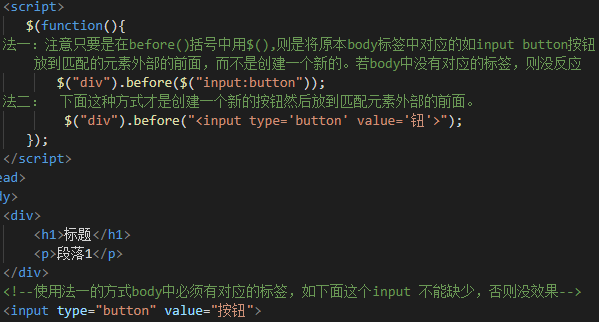 <script>
$(function(){
法一：注意只要是在before()括号中用$(),则是将原本body标签中对应的如input button按钮
放到匹配的元素外部的前面，而不是创建一个新的。若body中没有对应的标签，则没反应
$("div").before($("input:button"));
法二： 下面这种方式才是创建一个新的按钮然后放到匹配元素外部的前面。
$("div").before("<input type='button' value='钮'>");
});
</script>
ead>
dy>
<div>
<h1>标题</h1>
<p>段落1</p>
</div>
<!--使用法一的方式body中必须有对应的标签，如下面这个input 不能缺少，否则没效果-->
<input type="button" value="按钮">